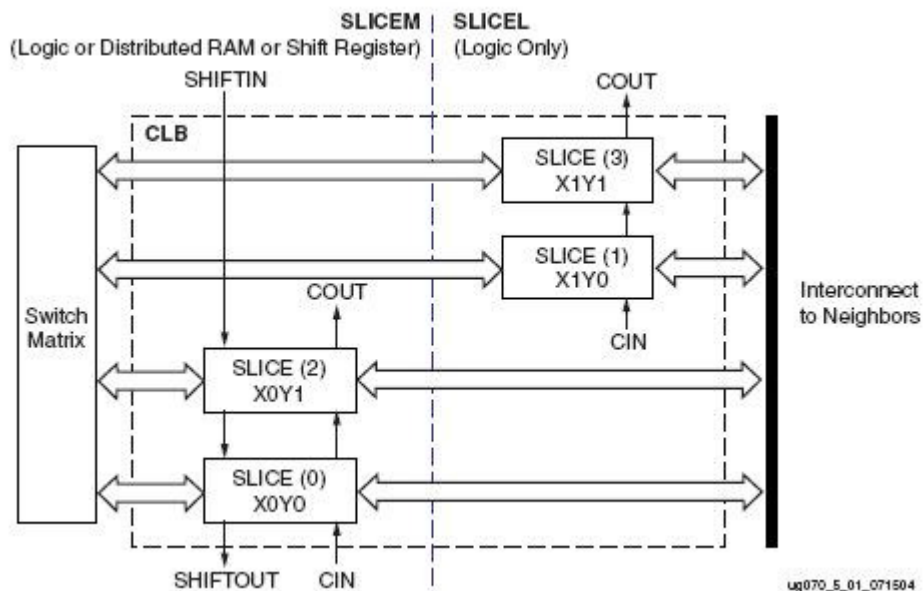 SLICEM
(Logic or Distributed RAM or Shift Register)
SLICEL
(Logic Only)
SHIFTIN
COUT
CLB
SLICE (3)
X1Y1
SLICE (1)
X1Y0
COUT
CIN
Switch
Matrix
Interconnect
to Neighbors
SLICE (2)
X0Y1
SLICE (0)
X0Y0
SHIFTOUT
CIN
ug070_5_01_071504